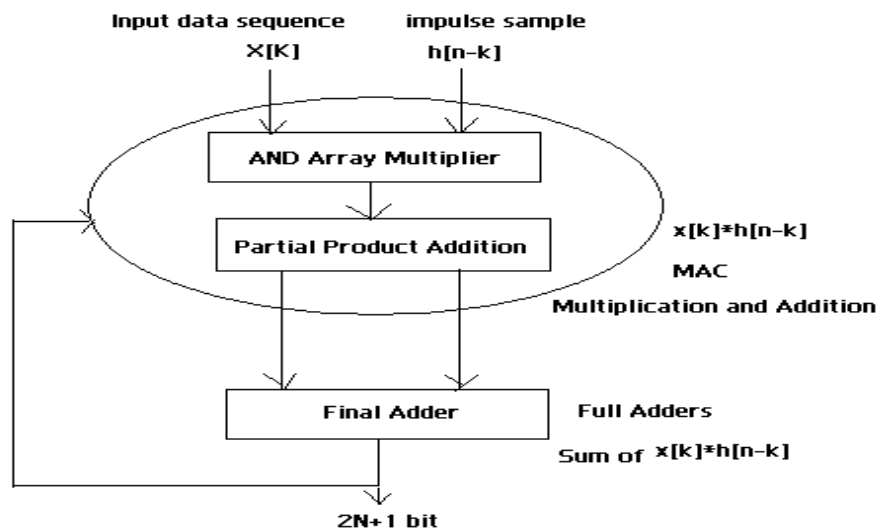 Input data sequence
X[K]
impulse sample
h[n-k]
AND Array Multiplier
Partial Product Addition
x[k]*h[n-k]
MAC
Multiplication and Addition
Final Adder
Full Adders
Sum of x[k]*h[n-k]
2N+1 bit